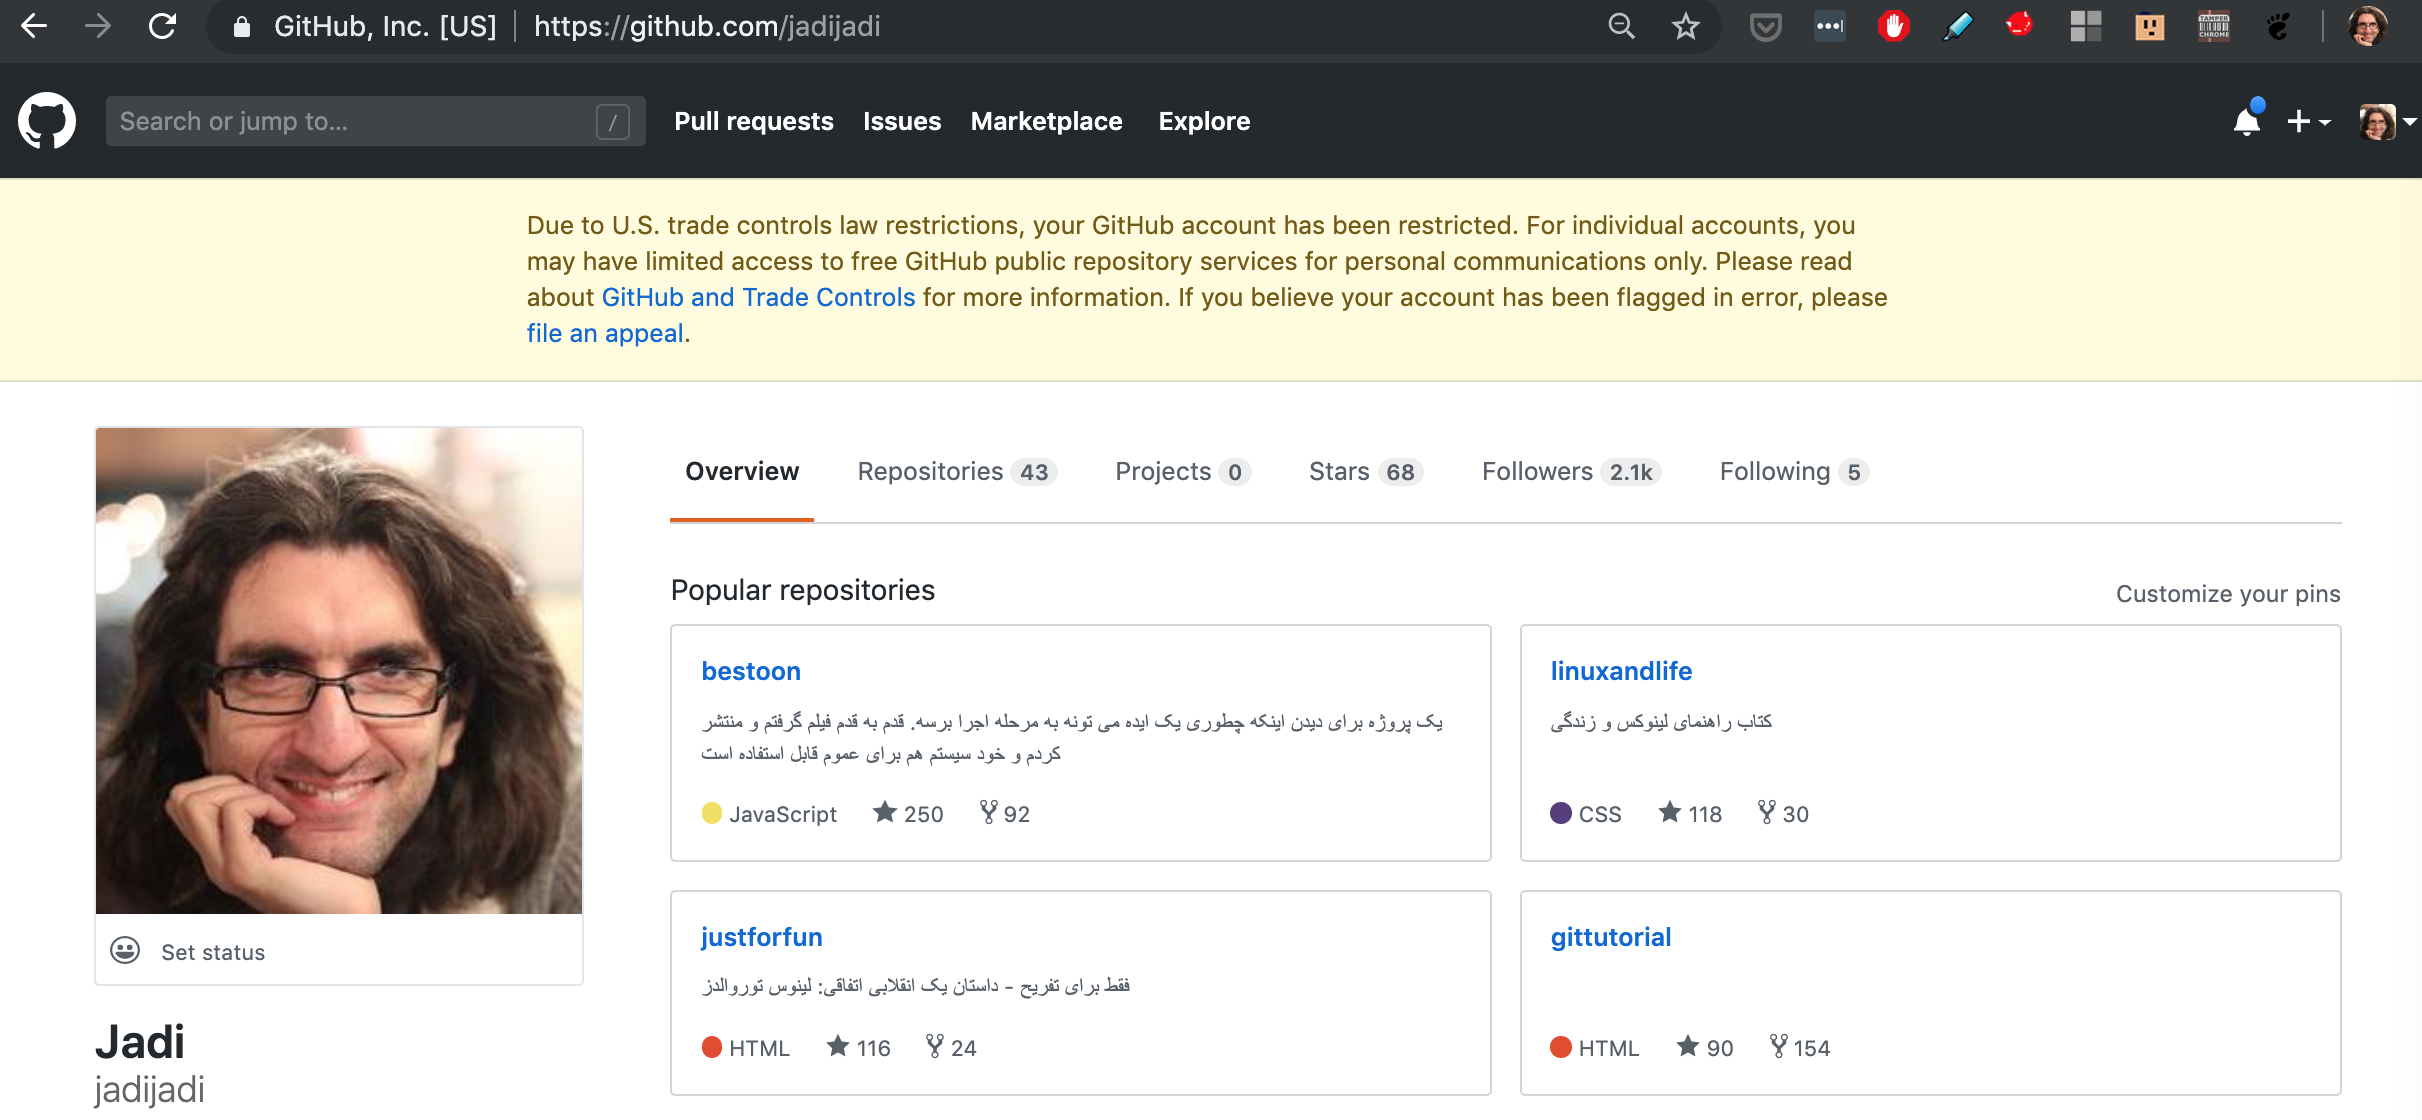 GitHub, Inc. [US] | https://github.com/jadijadi
TAMPER
CHROME
Search or jump to... /
Pull requests Issues Marketplace Explore
Due to U.S. trade controls law restrictions, your GitHub account has been restricted. For individual accounts, you
may have limited access to free GitHub public repository services for personal communications only. Please read
about GitHub and Trade Controls for more information. If you believe your account has been flagged in error, please
file an appeal.
Overview Repositories 43 Projects 0 Stars 68 Followers 2.1k Following 5
Popular repositories
Customize your pins
bestoon
یک پروژه برای دیدن اینکه چطوری یک ایده می تونه به مرحله اجرا برسه. قدم به قدم فیلم گرفتم و منتشر
کردم و خود سیستم هم برای عموم قابل استفاده است
JavaScript 250 92
linuxandlife
کتاب راهنمای لینوکس و زندگی
CSS 118 30
justforfun
فقط برای تفریح - داستان یک انقلابی اتفاقی: لینوس توروالدز
HTML 116 24
gittutorial
HTML 90 154
Set status
Jadi
jadijadi